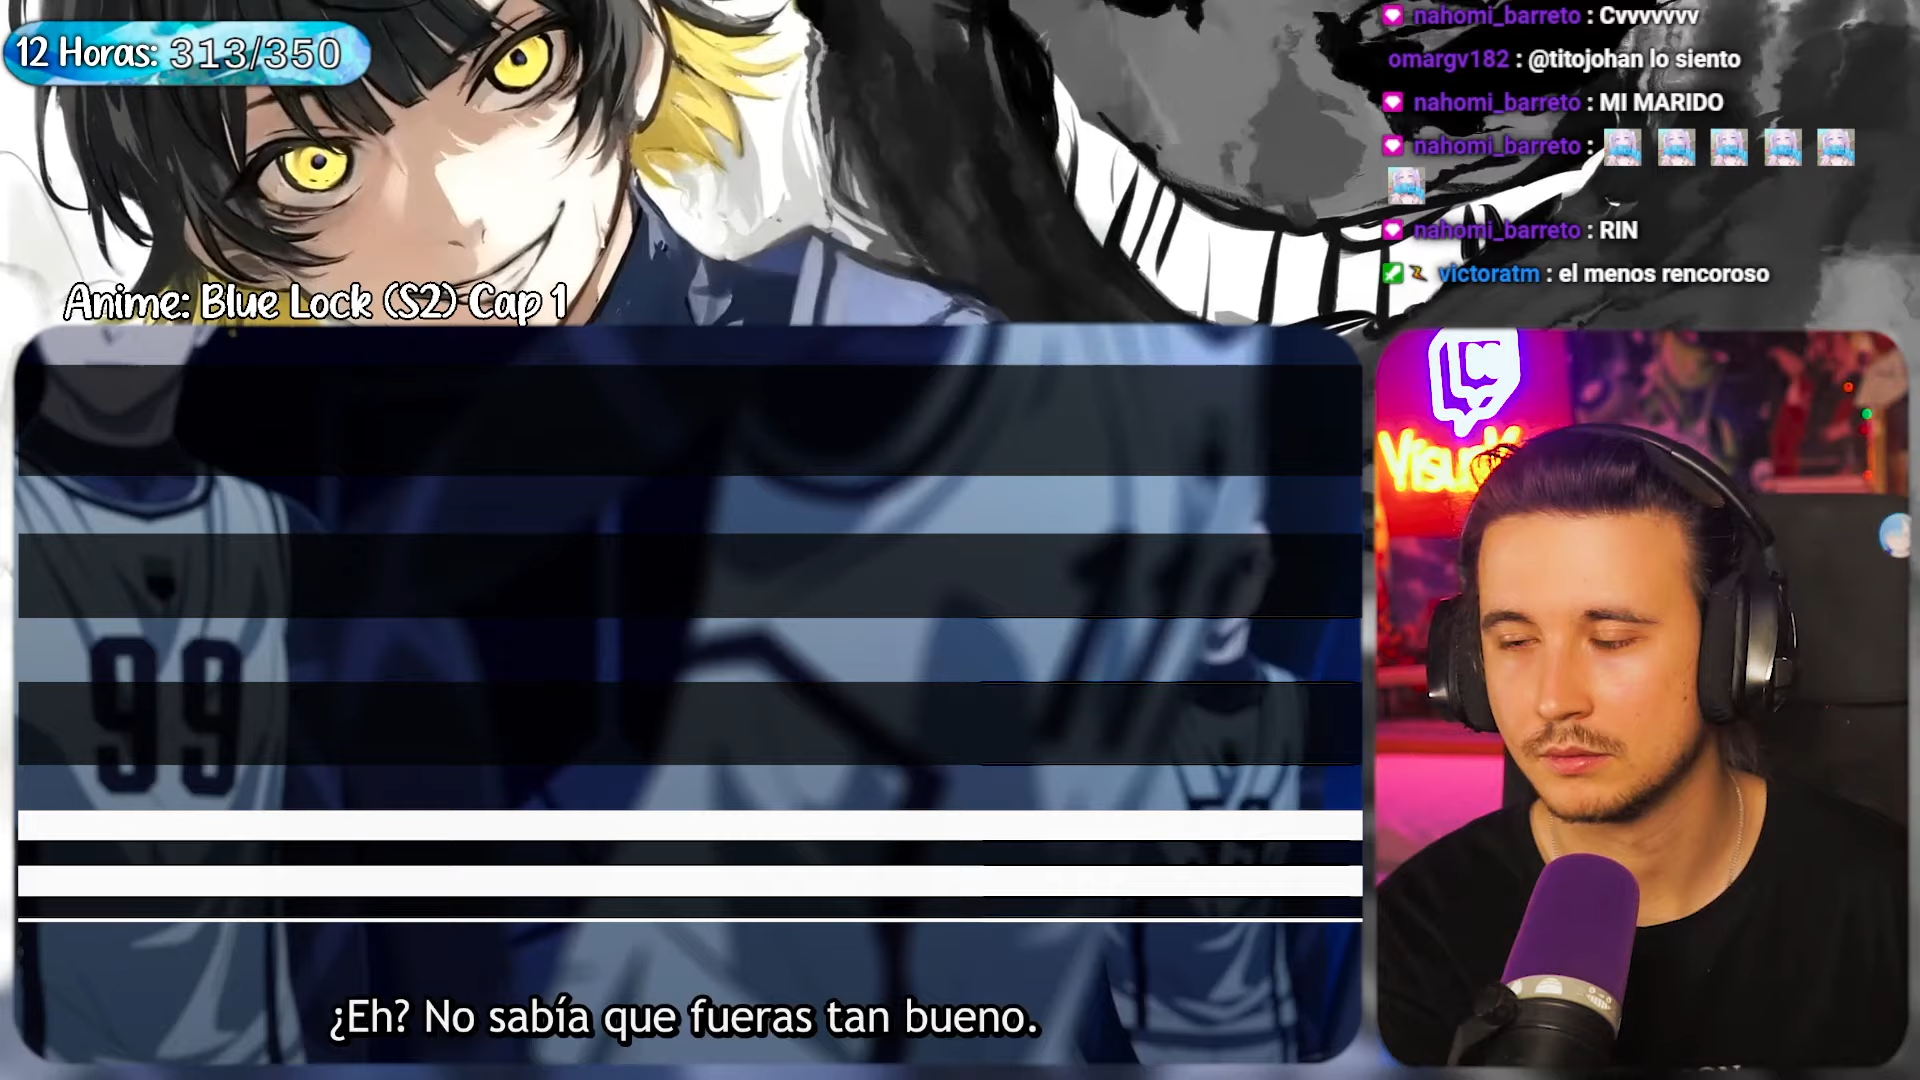 12 Horas: 313/350
nahomi_barreto : Cvvvvvvv
omargv182 : @titojohan lo siento
nahomi_barreto : MI MARIDO
nahomi_barreto :
nahomi_barreto : RIN
victoratm : el menos rencoroso
Anime: Blue Lock (S2) Cap 1
99
11
¿Eh? No sabía que fueras tan bueno.